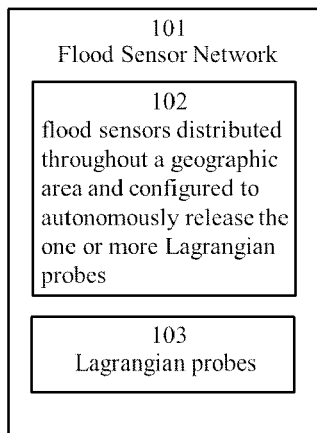 101
Flood Sensor Network
102
flood sensors distributed
throughout a geographic
area and configured to
autonomously release the
one or more Lagrangian
probes
103
Lagrangian probes